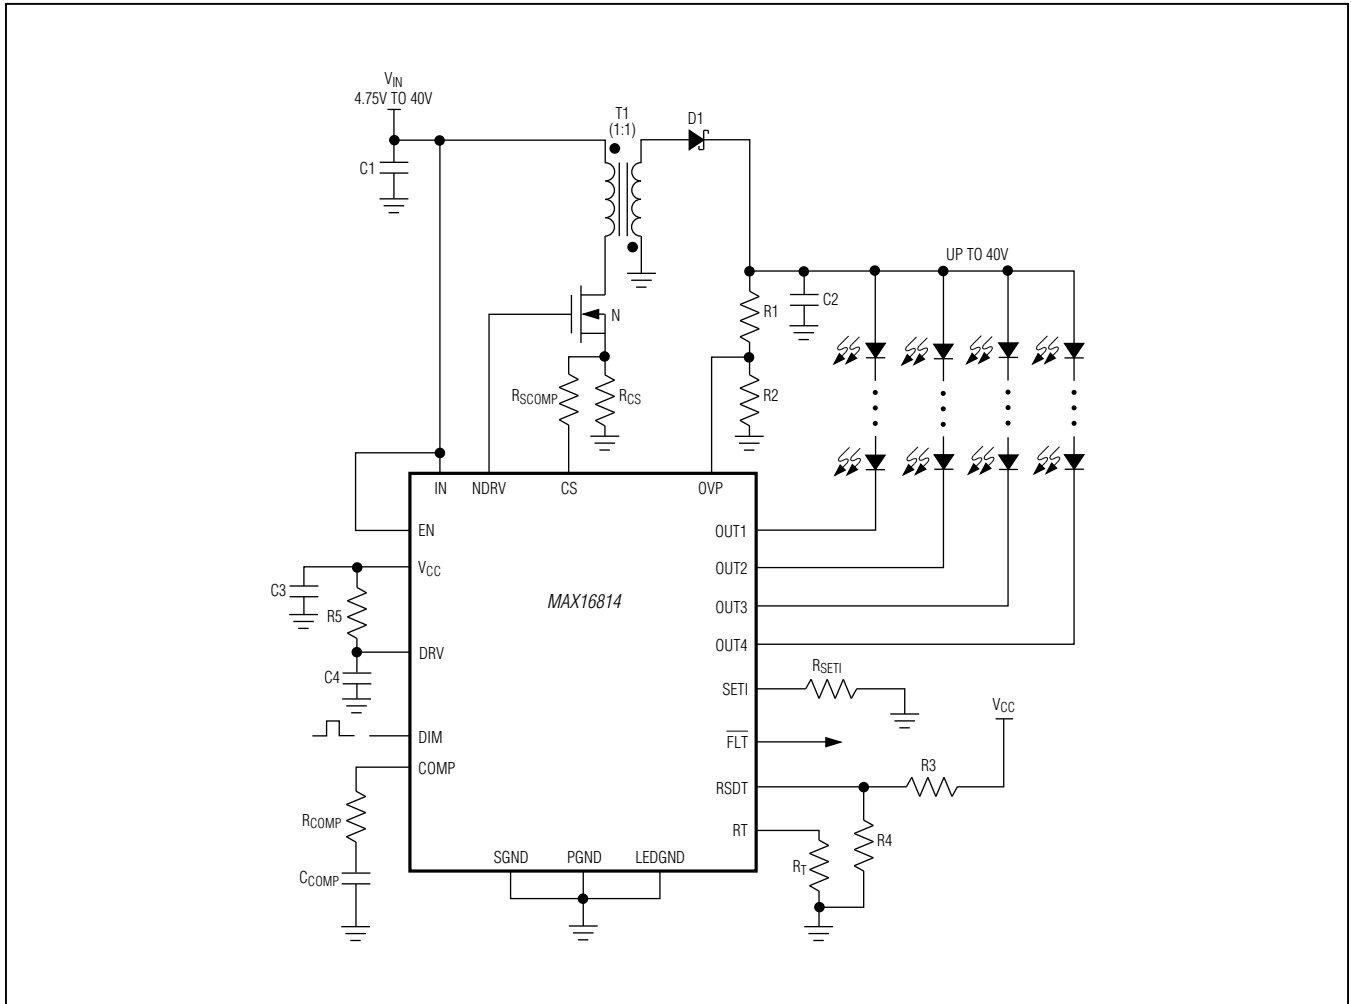 VIN
4.75V TO 40V
T1
(1:1)
D1
C1
UP TO 40V
C2
R1
N
RSCOMP
RCS
R2
IN
NDRV
CS
OVP
EN
OUT1
VCC
OUT2
C3
R5
MAX16814
OUT3
DRV
OUT4
C4
RSETI
SETI
VCC
DIM
FLT
COMP
R3
RSDT
RCOMP
RT
R4
SGND
PGND
LEDGND
RT
CCOMP